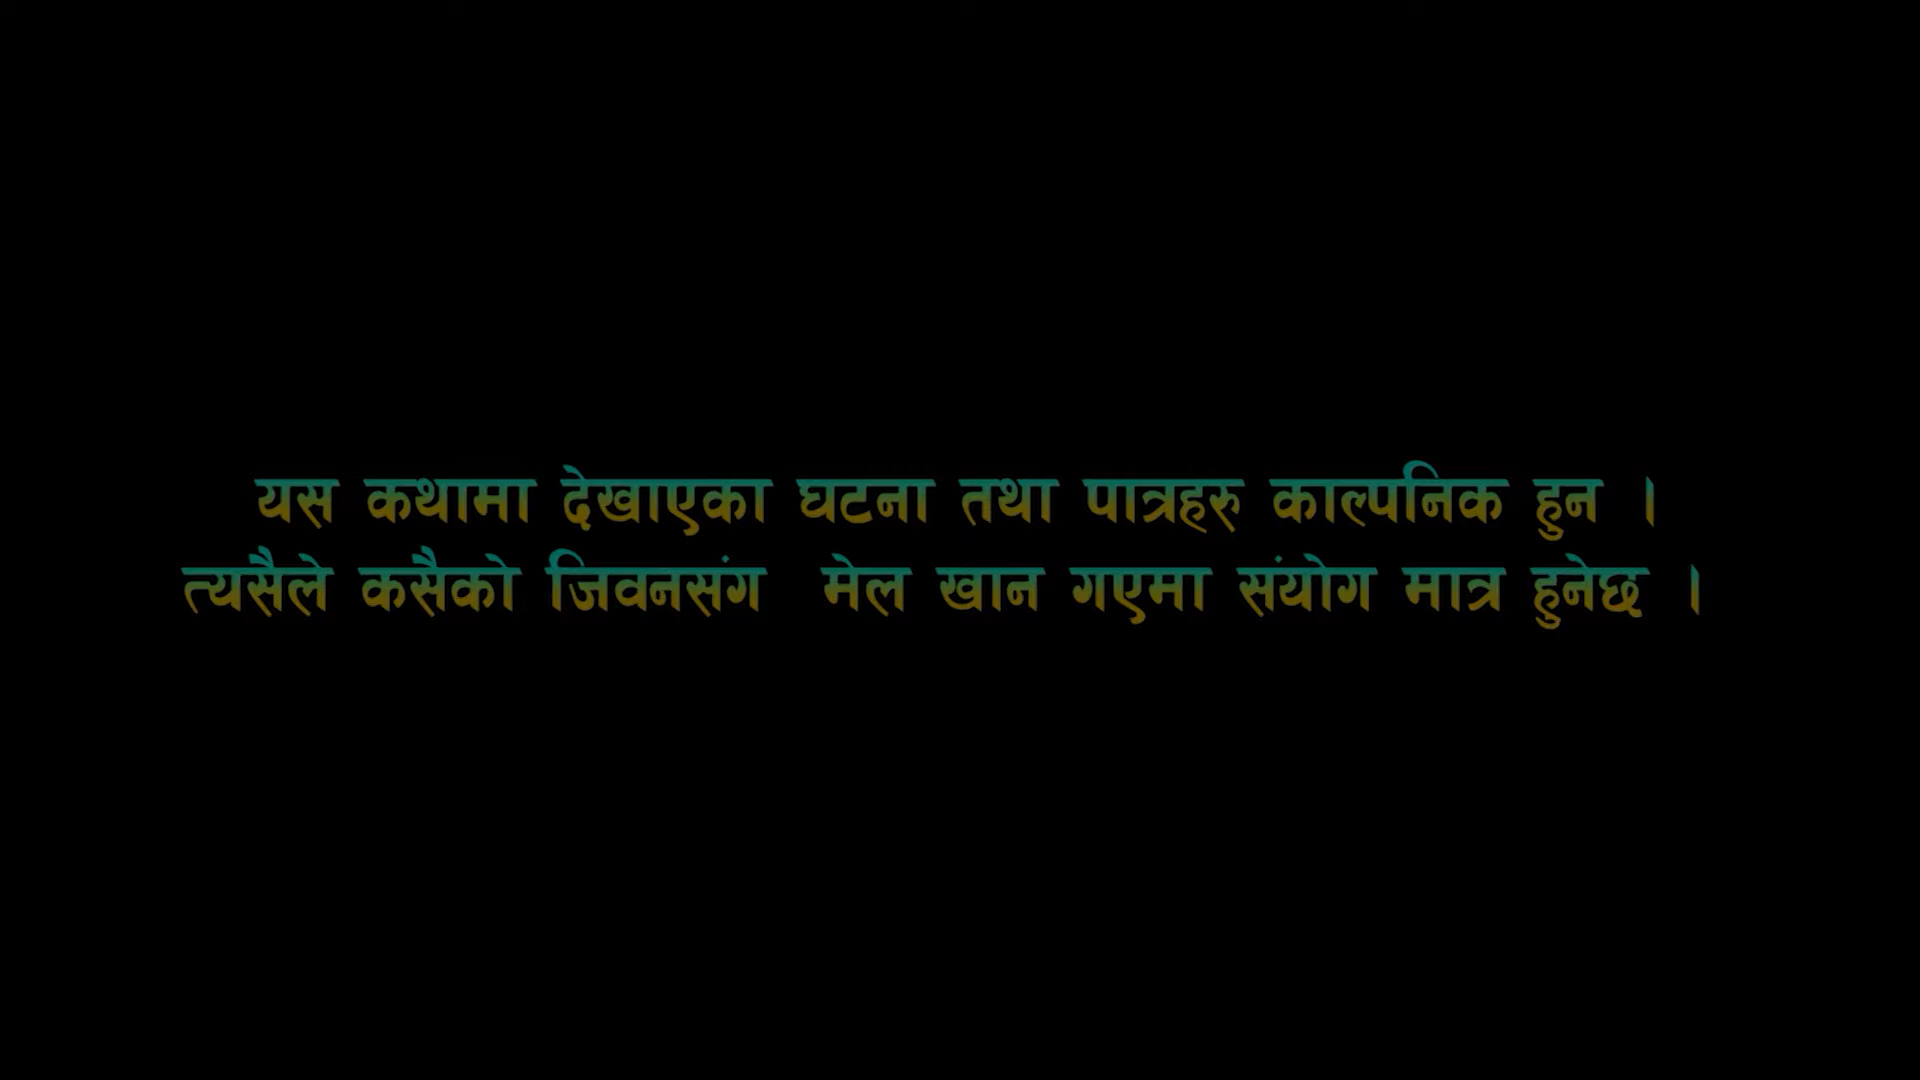 यस कथामा देखाएका घटना तथा पात्रहरु काल्पनिक हुन ।
त्यसैले कसैको जिवनसंग मेल खान गएमा संयोग मात्र हुनेछ ।